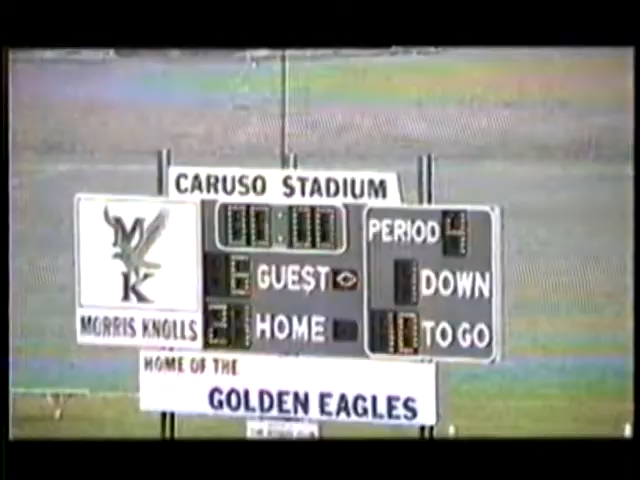 CARUSO STADIUM
MK
00:00
PERIOD 4
6 GUEST
1 DOWN
MORRIS KNOLLS
HOME
10 TO GO
HOME OF THE
GOLDEN EAGLES